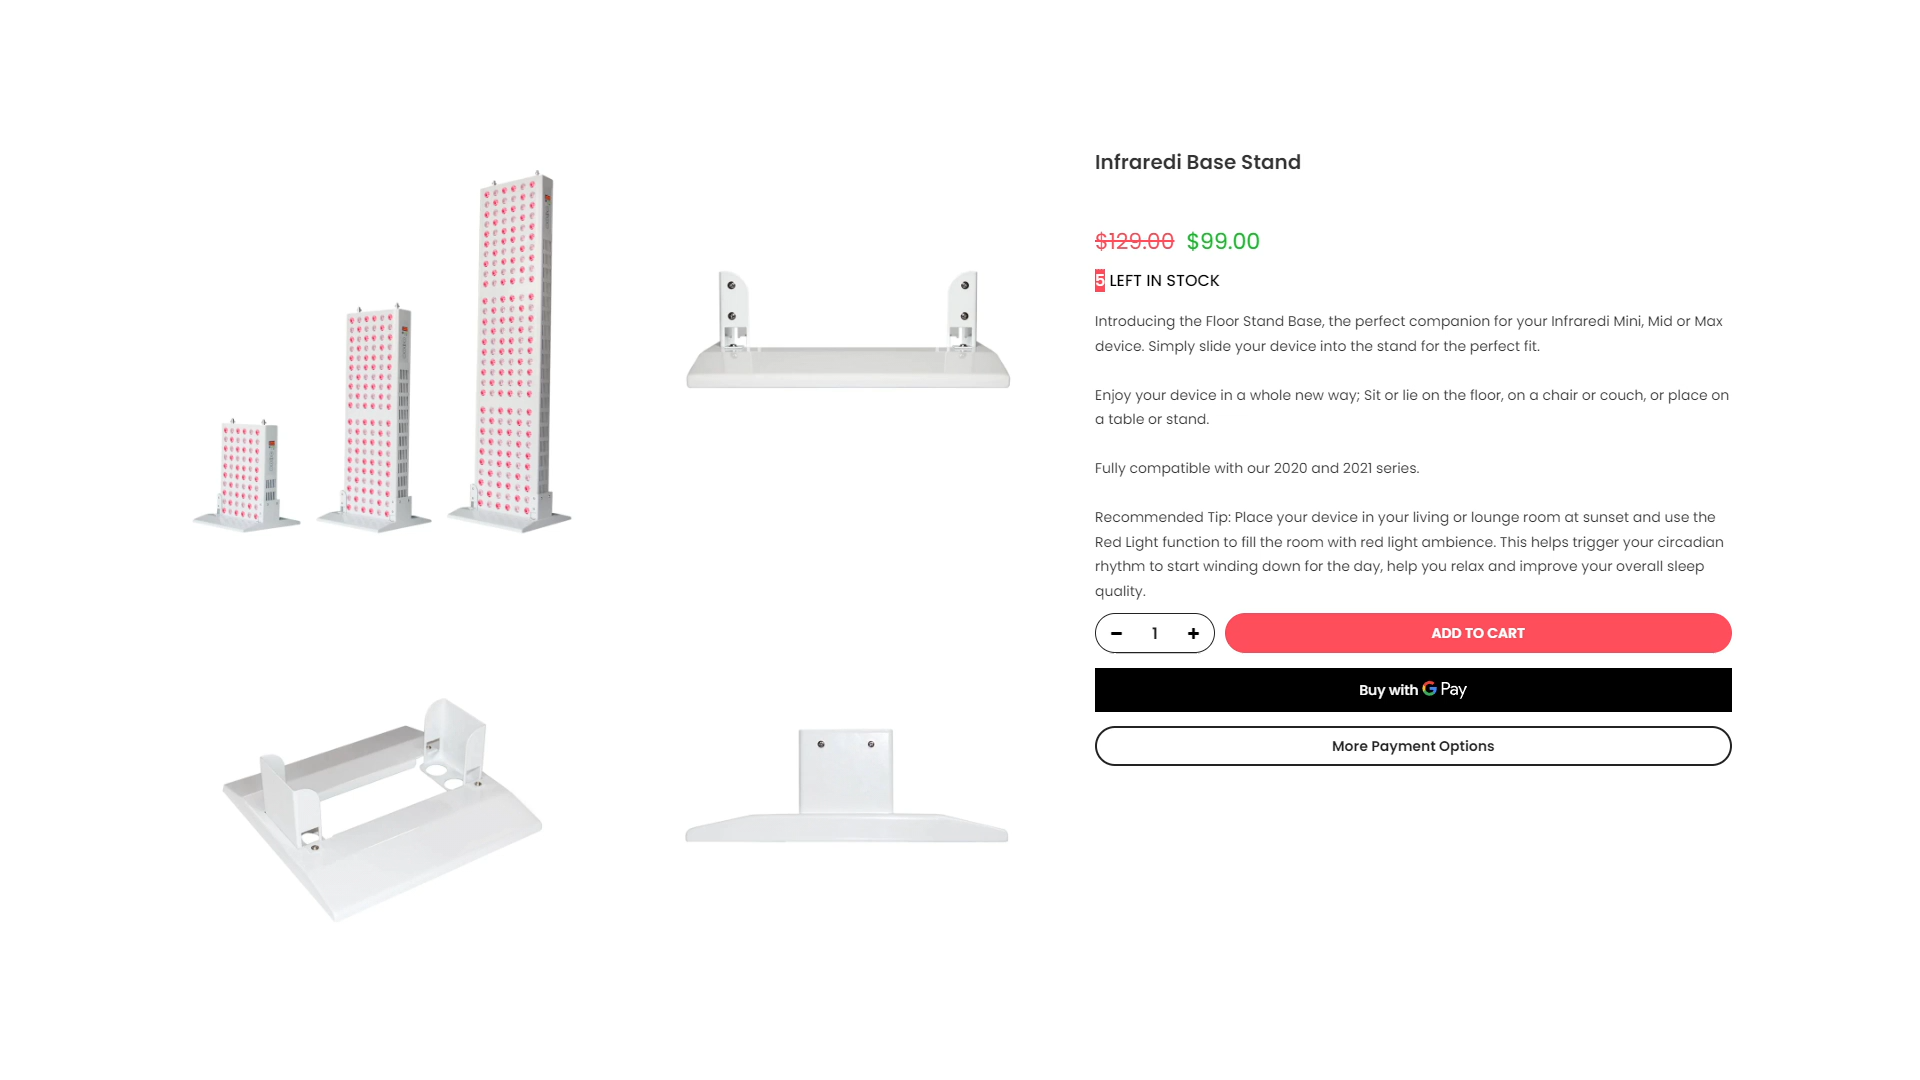 Infraredi Base Stand
$129.00 $99.00
5 LEFT IN STOCK
Introducing the Floor Stand Base, the perfect companion for your Infraredi Mini, Mid or Max
device. Simply slide your device into the stand for the perfect fit.
Enjoy your device in a whole new way; Sit or lie on the floor, on a chair or couch, or place on
a table or stand.
Fully compatible with our 2020 and 2021 series.
Recommended Tip: Place your device in your living or lounge room at sunset and use the
Red Light function to fill the room with red light ambience. This helps trigger your circadian
rhythm to start winding down for the day, help you relax and improve your overall sleep
quality.
1
ADD TO CART
Buy with G Pay
More Payment Options